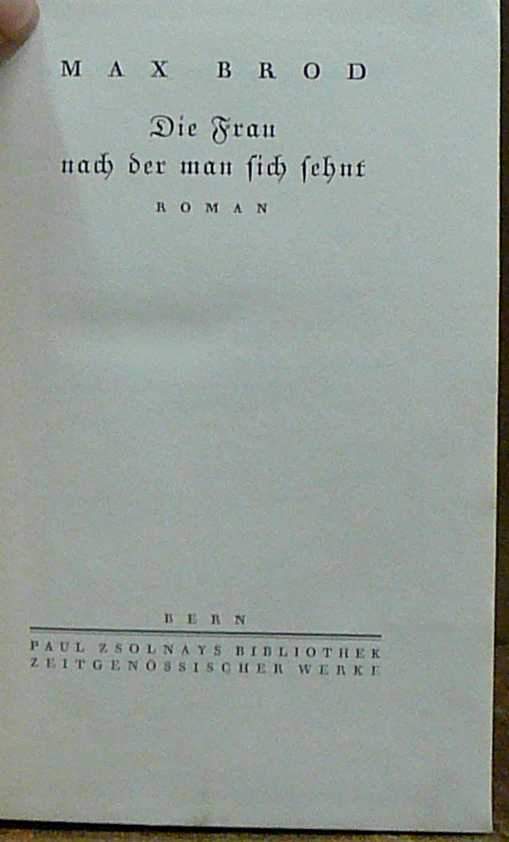 MAX BROD
Die Frau
nach der man sich sehnt
ROMAN
BERN
PAUL ZSOLNAYS BIBLIOTHEK
ZEITGENÖSSISCHER WERKE